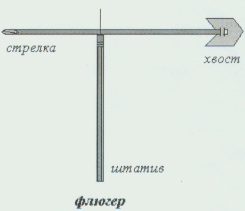 стрелка
хвост
штатив
флюгер